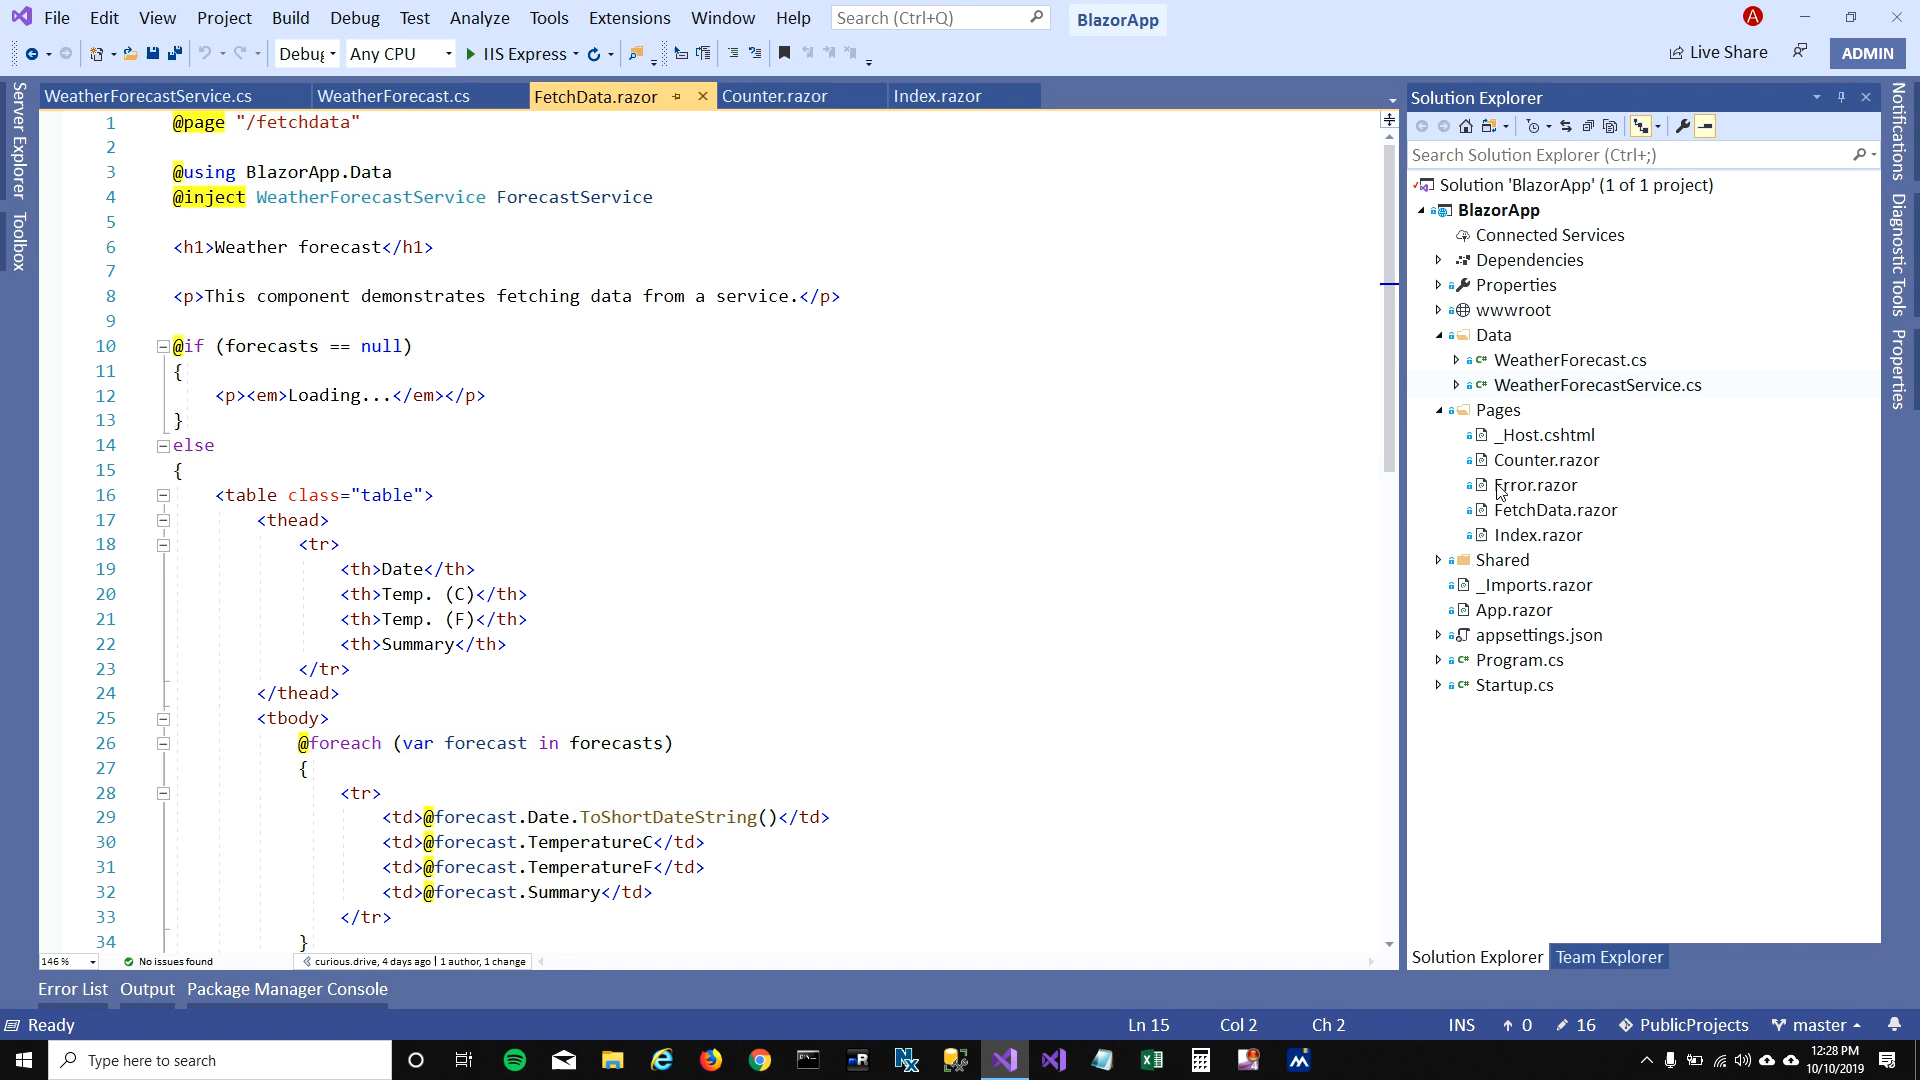 File Edit View Project Build Debug Test Analyze Tools Extensions Window Help Search (Ctrl+Q) BlazorApp A
Debug Any CPU IIS Express Live Share ADMIN
Server Explorer
Toolbox
WeatherForecastService.cs WeatherForecast.cs FetchData.razor Counter.razor Index.razor
1 @page "/fetchdata"
2
3 @using BlazorApp.Data
4 @inject WeatherForecastService ForecastService
5
6 <h1>Weather forecast</h1>
7
8 <p>This component demonstrates fetching data from a service.</p>
9
10 @if (forecasts == null)
11 {
12 <p><em>Loading...</em></p>
13 }
14 else
15 {
16 <table class="table">
17 <thead>
18 <tr>
19 <th>Date</th>
20 <th>Temp. (C)</th>
21 <th>Temp. (F)</th>
22 <th>Summary</th>
23 </tr>
24 </thead>
25 <tbody>
26 @foreach (var forecast in forecasts)
27 {
28 <tr>
29 <td>@forecast.Date.ToShortDateString()</td>
30 <td>@forecast.TemperatureC</td>
31 <td>@forecast.TemperatureF</td>
32 <td>@forecast.Summary</td>
33 </tr>
34 }
146 % No issues found curious.drive, 4 days ago | 1 author, 1 change
Solution Explorer
Search Solution Explorer (Ctrl+;)
Solution 'BlazorApp' (1 of 1 project)
BlazorApp
Connected Services
Dependencies
Properties
wwwroot
Data
C# WeatherForecast.cs
C# WeatherForecastService.cs
Pages
_Host.cshtml
Counter.razor
Error.razor
FetchData.razor
Index.razor
Shared
_Imports.razor
App.razor
appsettings.json
C# Program.cs
C# Startup.cs
Solution Explorer Team Explorer
Notifications
Diagnostic Tools
Properties
Error List Output Package Manager Console
Ready Ln 15 Col 2 Ch 2 INS 0 16 PublicProjects master
Type here to search
12:28 PM
10/10/2019